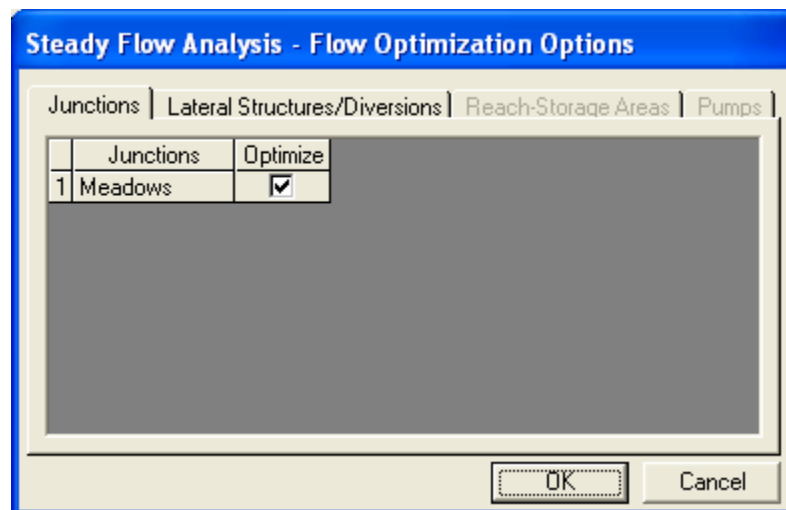 Steady Flow Analysis - Flow Optimization Options
Junctions Lateral Structures/Diversions Reach-Storage Areas Pumps
Junctions Optimize
1 Meadows
OK Cancel